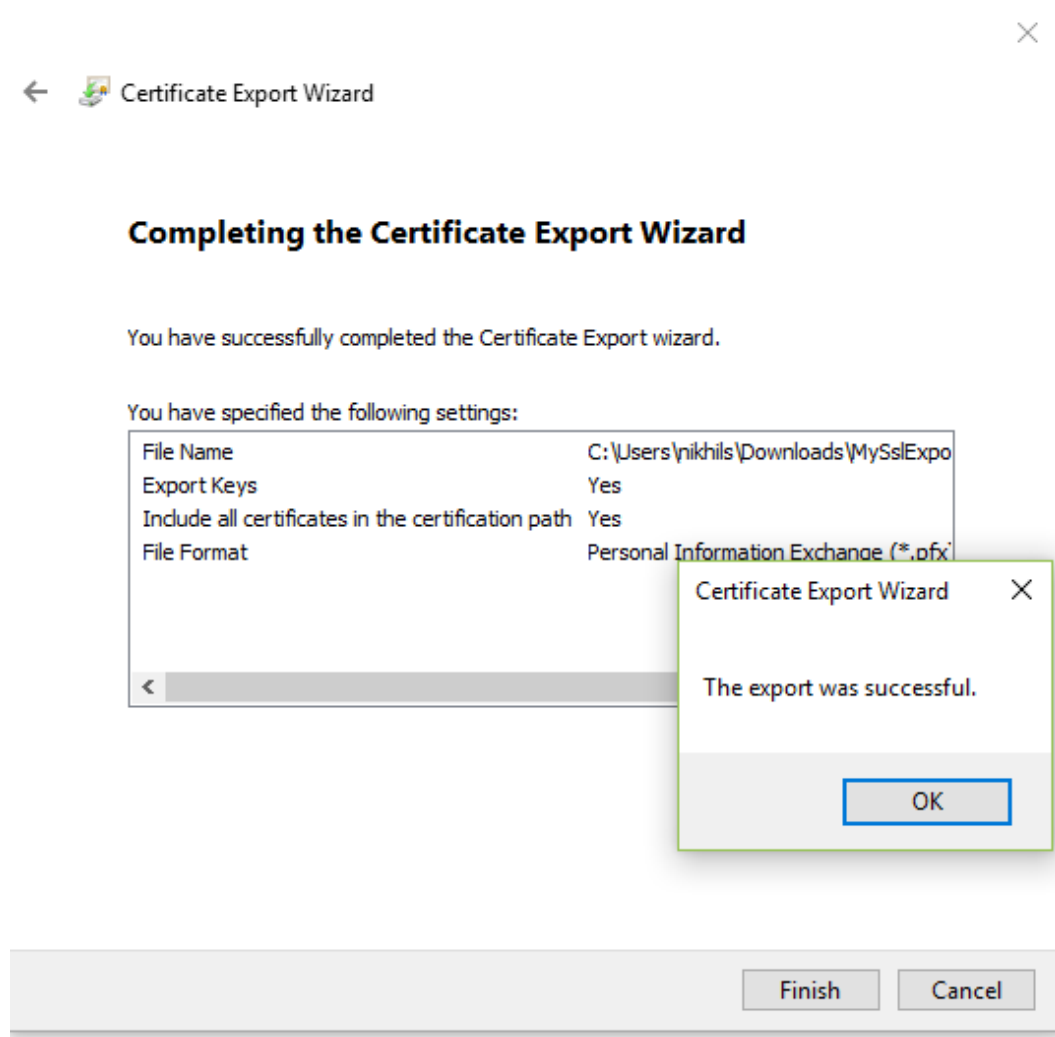 Certificate Export Wizard
Completing the Certificate Export Wizard
You have successfully completed the Certificate Export wizard.
You have specified the following settings:
File Name C:\Users\nikhils\Downloads\MySslExpo
Export Keys Yes
Include all certificates in the certification path Yes
File Format Personal Information Exchange (*.pfx)
Certificate Export Wizard
The export was successful.
OK
Finish Cancel